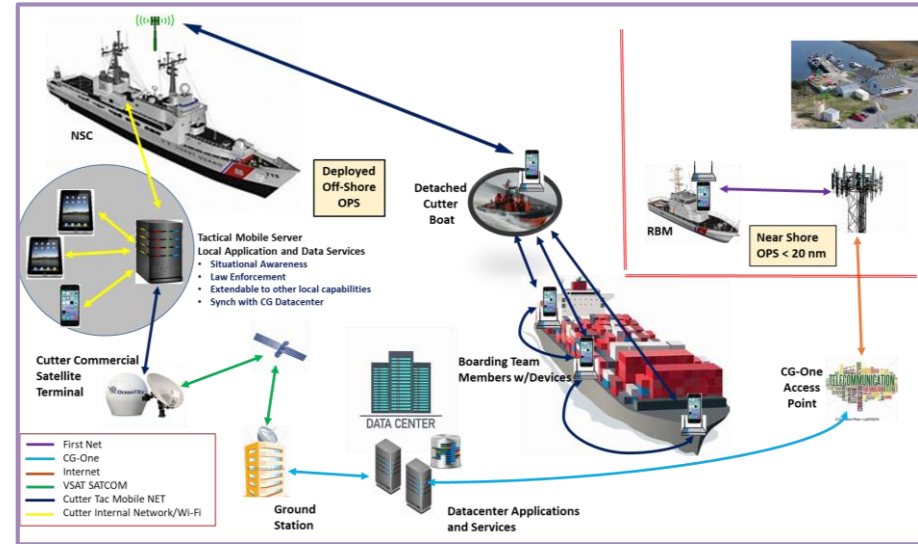 NSC
Deployed
Off-Shore
OPS
Detached
Cutter
Boat
RBM
Near Shore
OPS < 20 nm
Tactical Mobile Server
Local Application and Data Services
• Situational Awareness
• Law Enforcement
• Extendable to other local capabilities
• Synch with CG Datacenter
Cutter Commercial
Satellite
Terminal
DATA CENTER
Boarding Team
Members w/Devices
CG-One
Access
Point
TELECOMMUNICATION
First Net
CG-One
Internet
VSAT SATCOM
Cutter Tac Mobile NET
Cutter Internal Network/Wi-Fi
Ground
Station
Datacenter Applications
and Services